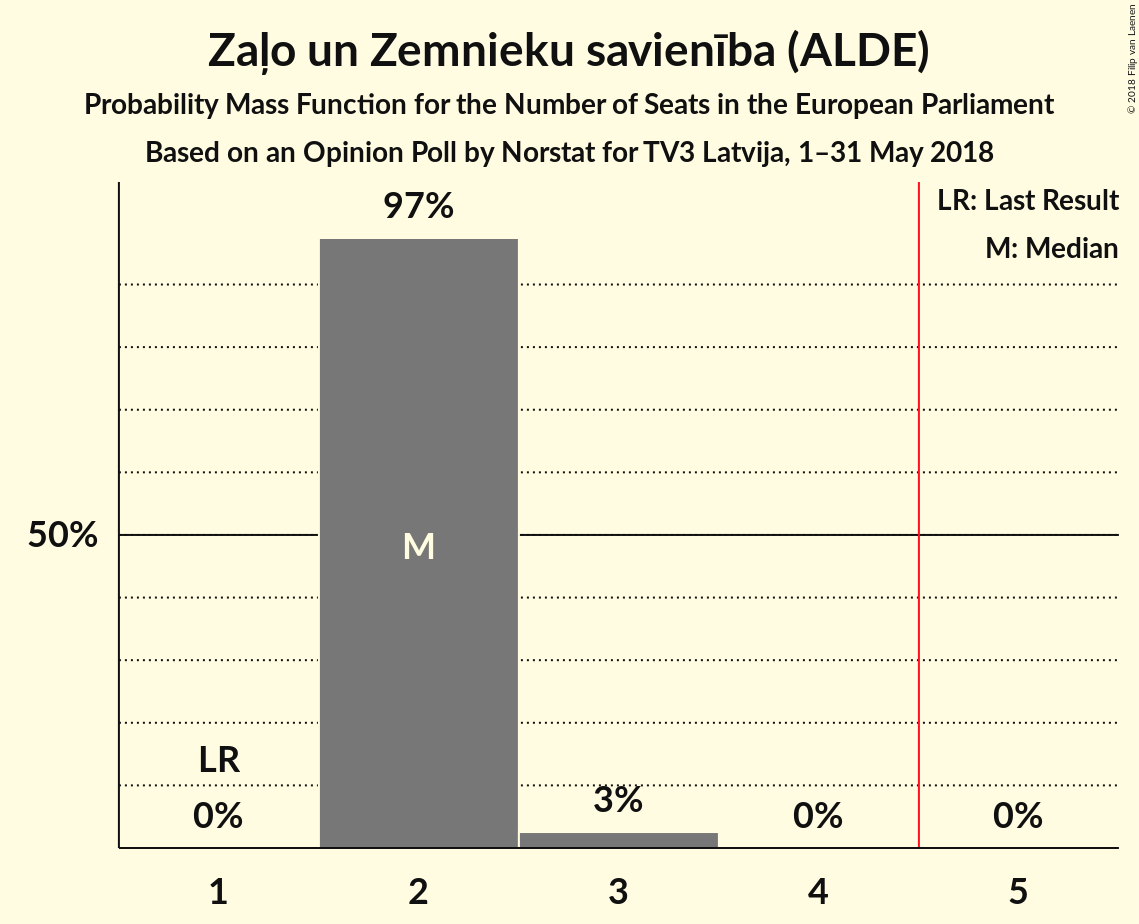 Zaļo un Zemnieku savienība (ALDE)
Probability Mass Function for the Number of Seats in the European Parliament
Based on an Opinion Poll by Norstat for TV3 Latvija, 1–31 May 2018
© 2018 Filip van Laenen
LR: Last Result
M: Median
97%
50%
M
LR
0%
3%
0%
0%
1
2
3
4
5